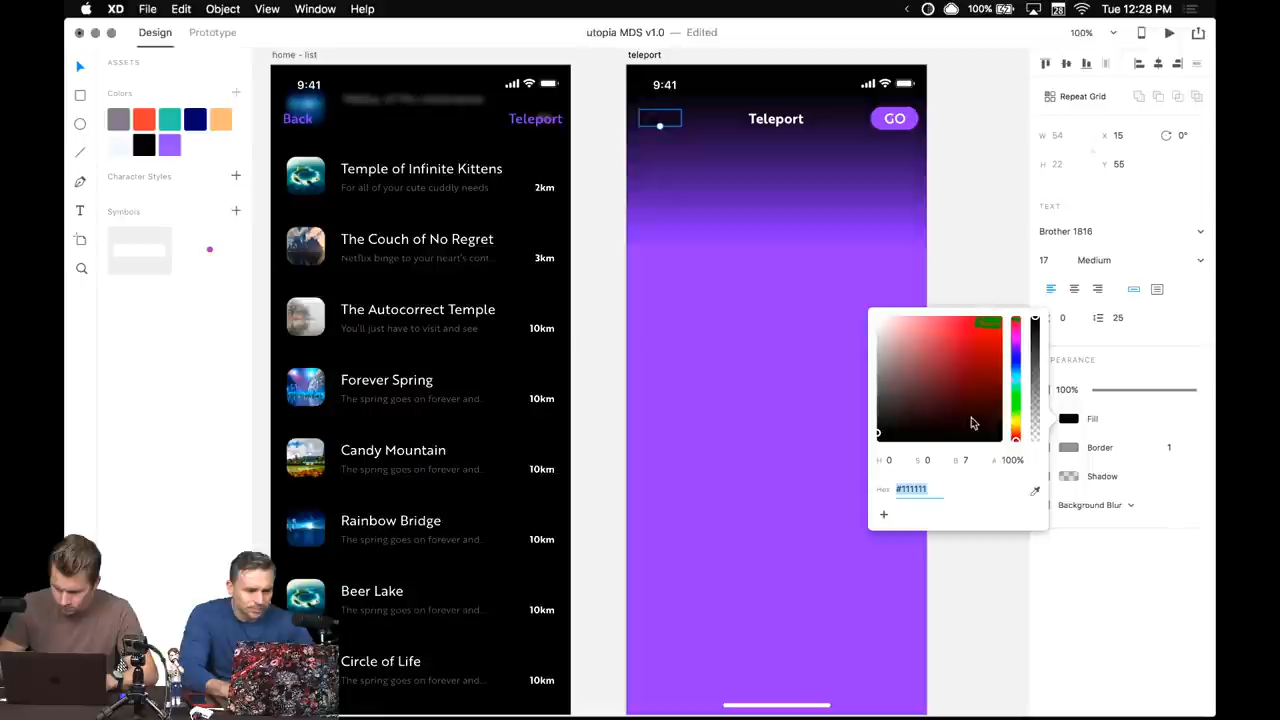 XD File Edit Object View Window Help
100% 28 Tue 12:28 PM
Design Prototype
utopia MDS v1.0 — Edited
100%
ASSETS
Colors
Character Styles
Symbols
home - list
9:41
Back
Teleport
Temple of Infinite Kittens
For all of your cute cuddly needs
2km
The Couch of No Regret
Netflix binge to your heart's cont...
3km
The Autocorrect Temple
You'll just have to visit and see
10km
Forever Spring
The spring goes on forever and..
10km
Candy Mountain
The spring goes on forever and..
10km
Rainbow Bridge
The spring goes on forever and..
10km
Beer Lake
The spring goes on forever and..
10km
Circle of Life
The spring goes on forever and..
10km
teleport
9:41
Teleport
GO
Repeat Grid
W 54 X 15 0°
H 22 Y 55
TEXT
Brother 1816
17 Medium
0 25
PEARANCE
100%
Fill
Border 1
Shadow
Background Blur
H 0 S 0 B 7 A 100%
Hex #111111